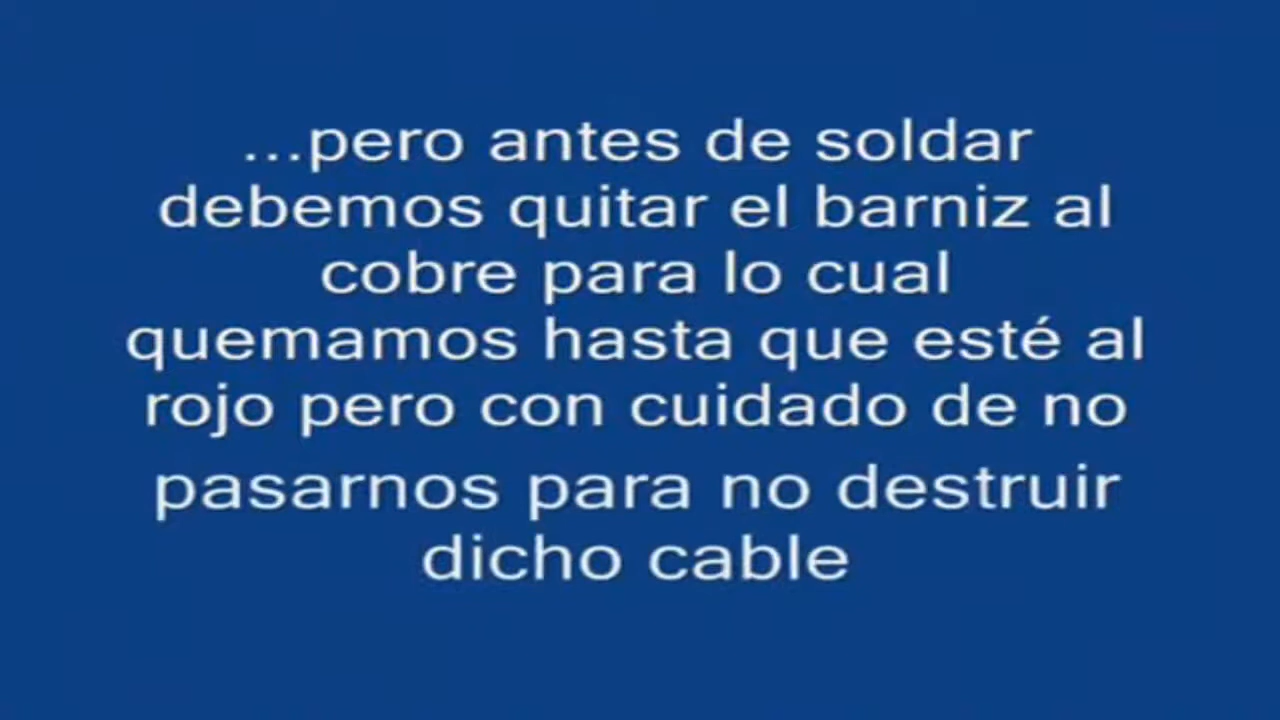 ...pero antes de soldar
debemos quitar el barniz al
cobre para lo cual
quemamos hasta que esté al
rojo pero con cuidado de no
pasarnos para no destruir
dicho cable